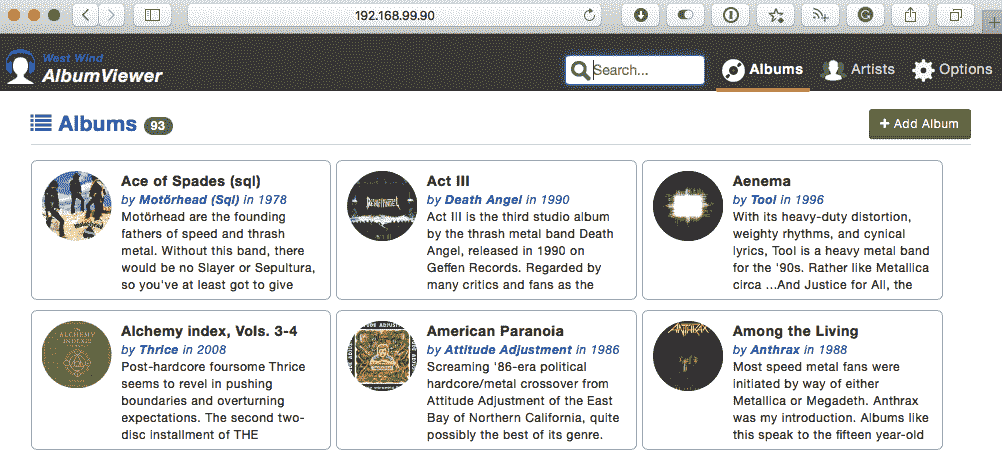 192.168.99.90
West Wind
AlbumViewer
Search...
Albums
Artists
Options
Albums 93
+ Add Album
Ace of Spades (sql)
by Motörhead (Sql) in 1978
Motörhead are the founding
fathers of speed and thrash
metal. Without this band, there
would be no Slayer or Sepultura,
so you've at least got to give
Act III
by Death Angel in 1990
Act III is the third studio album
by the thrash metal band Death
Angel, released in 1990 on
Geffen Records. Regarded by
many critics and fans as the
Aenema
by Tool in 1996
With its heavy-duty distortion,
weighty rhythms, and cynical
lyrics, Tool is a heavy metal band
for the '90s. Rather like Metallica
circa ...And Justice for All, the
ALCHEMY
INDEX
Alchemy index, Vols. 3-4
by Thrice in 2008
Post-hardcore foursome Thrice
seems to revel in pushing
boundaries and overturning
expectations. The second two-
disc installment of THE
American Paranoia
by Attitude Adjustment in 1986
Screaming '86-era political
hardcore/metal crossover from
Attitude Adjustment of the East
Bay of Northern California, quite
possibly the best of its genre.
ANTHRAX
Among the Living
by Anthrax in 1988
Most speed metal fans were
initiated by way of either
Metallica or Megadeth. Anthrax
was my introduction. Albums like
this speak to the fifteen year-old